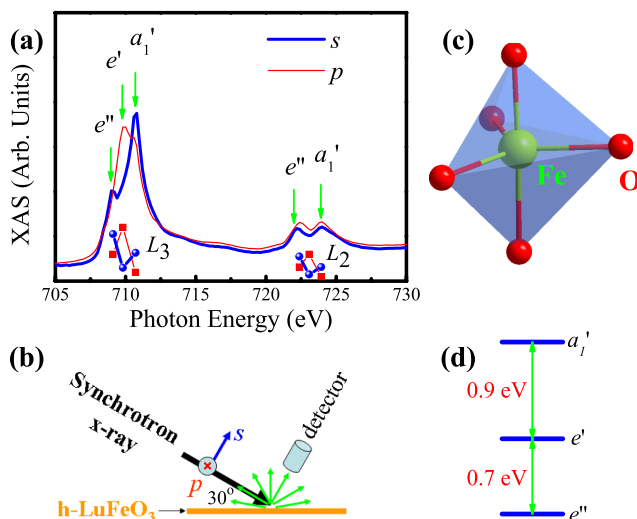 (a)
e'
a1'
s
p
e"
e"
a1'
L3
L2
XAS (Arb. Units)
705 710 715 720 725 730
Photon Energy (eV)
(b)
Synchrotron
x-ray
s
p
30°
detector
h-LuFeO3
(c)
Fe
O
(d)
a1'
0.9 eV
e'
0.7 eV
e"